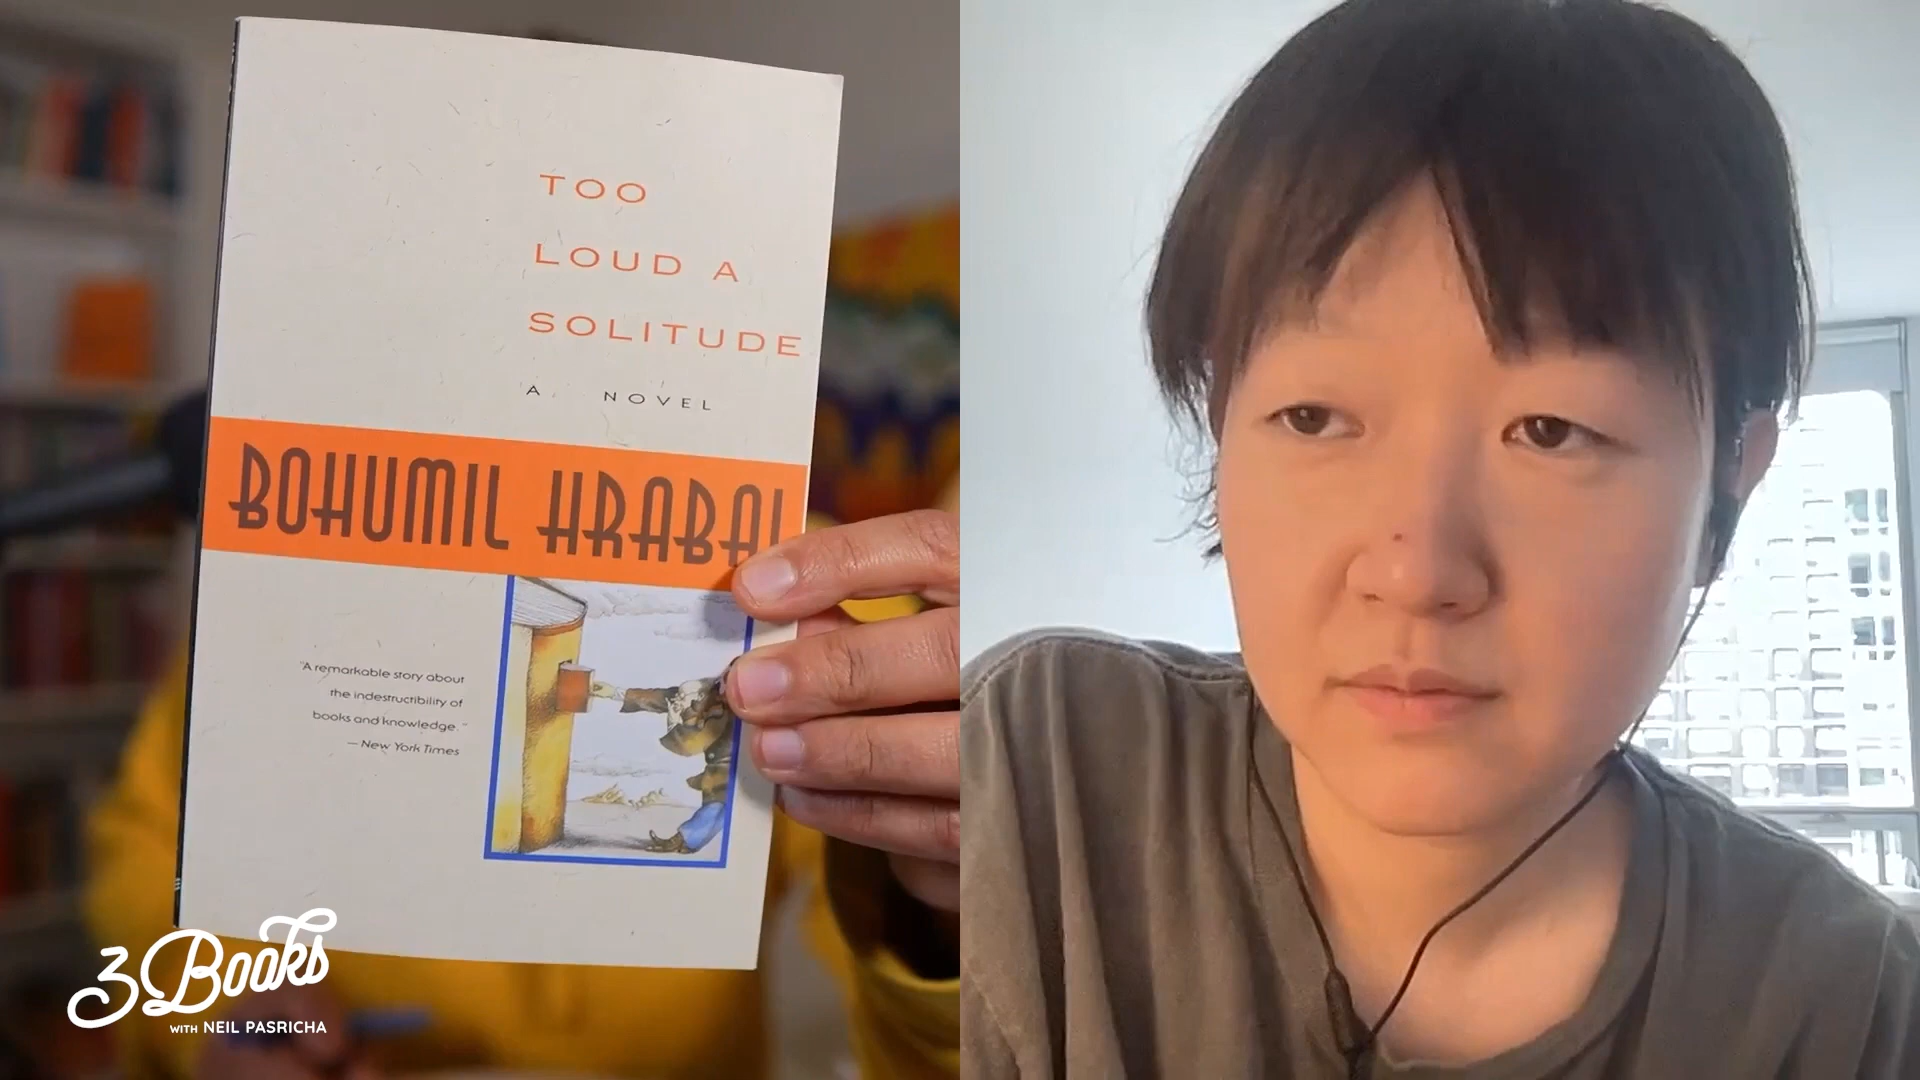 TOO
LOUD A
SOLITUDE
A NOVEL
BOHUMIL HRABAL
"A remarkable story about
the indestructibility of
books and knowledge."
—New York Times
3 Books
WITH NEIL PASRICHA